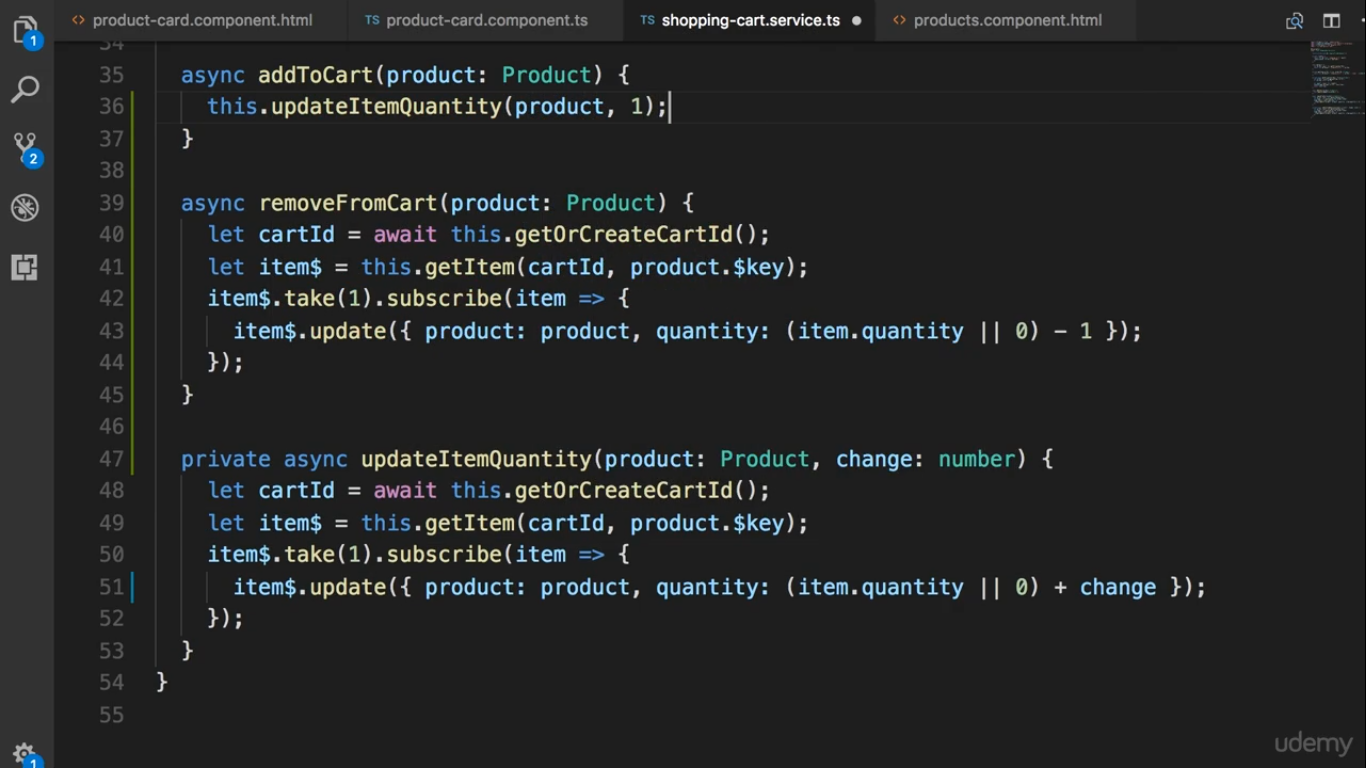 product-card.component.html
TS product-card.component.ts
TS shopping-cart.service.ts
products.component.html
1
2
1
34
35 async addToCart(product: Product) {
36 this.updateItemQuantity(product, 1);
37 }
38
39 async removeFromCart(product: Product) {
40 let cartId = await this.getOrCreateCartId();
41 let item$ = this.getItem(cartId, product.$key);
42 item$.take(1).subscribe(item => {
43 item$.update({ product: product, quantity: (item.quantity || 0) - 1 });
44 });
45 }
46
47 private async updateItemQuantity(product: Product, change: number) {
48 let cartId = await this.getOrCreateCartId();
49 let item$ = this.getItem(cartId, product.$key);
50 item$.take(1).subscribe(item => {
51 item$.update({ product: product, quantity: (item.quantity || 0) + change });
52 });
53 }
54 }
55
udemy